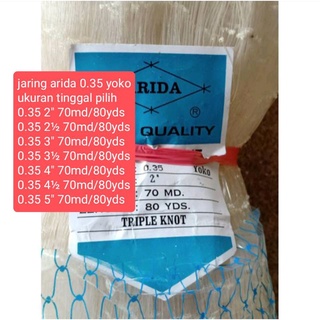 jaring arida 0.35 yoko
ukuran tinggal pilih
0.35 2" 70md/80yds
0.35 2½ 70md/80yds
0.35 3" 70md/80yds
0.35 3½ 70md/80yds
0.35 4" 70md/80yds
0.35 4½ 70md/80yds
0.35 5" 70md/80yds
RIDA
®
QUALITY
0.35 Yoko
: 2"
: 70 MD.
: 80 YDS.
TRIPLE KNOT